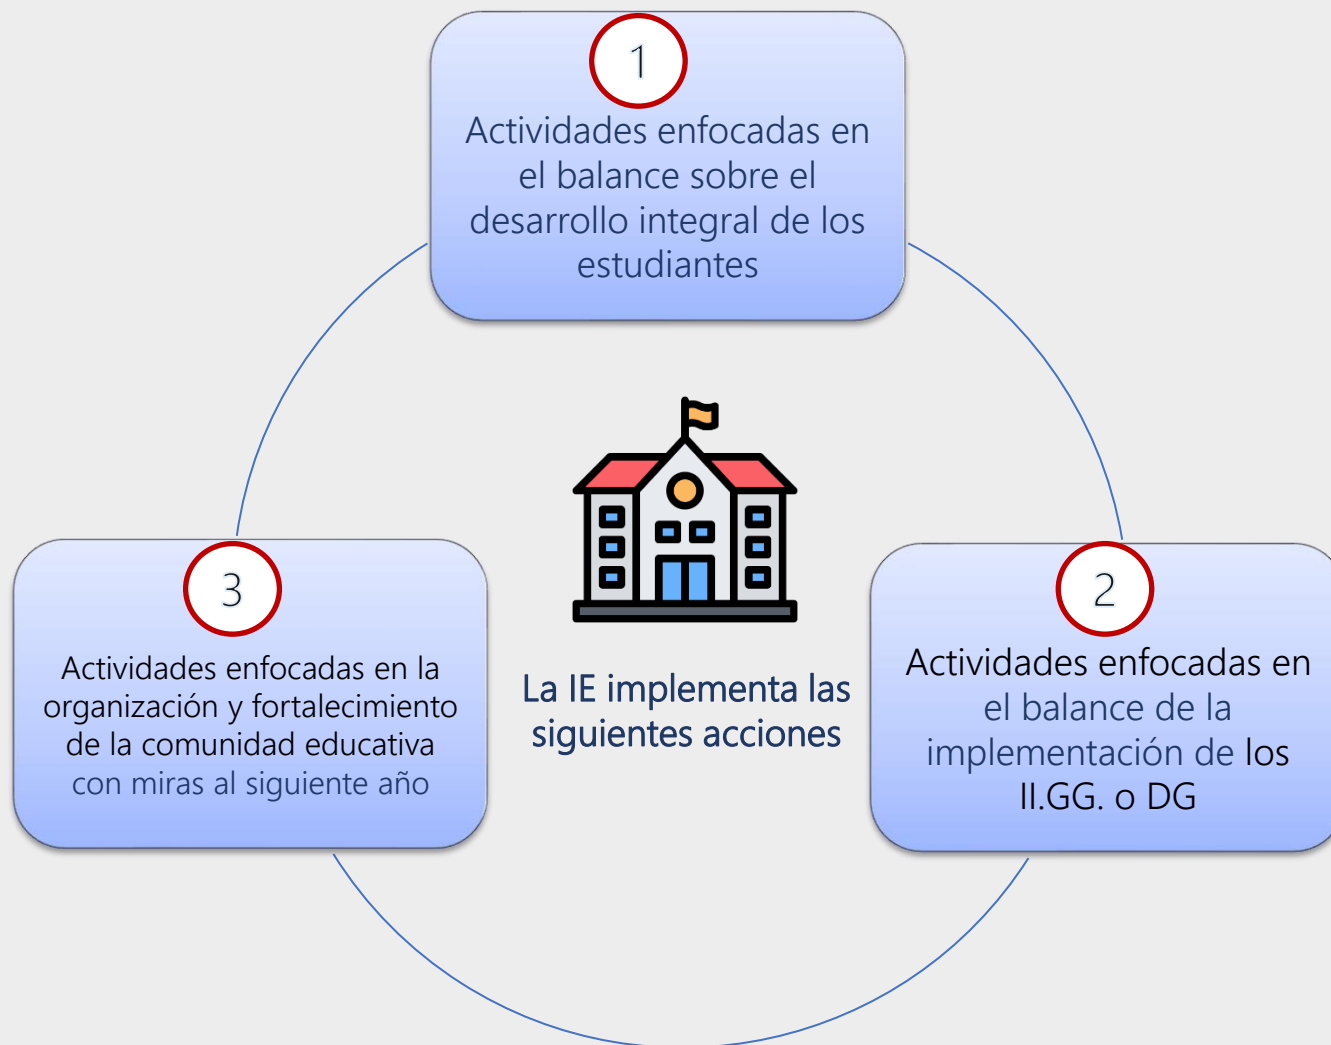 1
Actividades enfocadas en
el balance sobre el
desarrollo integral de los
estudiantes
3
Actividades enfocadas en la
organización y fortalecimiento
de la comunidad educativa
con miras al siguiente año
La IE implementa las
siguientes acciones
2
Actividades enfocadas en
el balance de la
implementación de los
II.GG. o DG